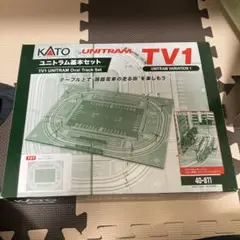 KATO
UNITRAM
TV1
UNITRAM VARIATION 1
ユニトラム基本セット
TV1 UNITRAM Oval Track Set
テーブル上で"路面電車の走る街"を楽しもう
TV1
40-811